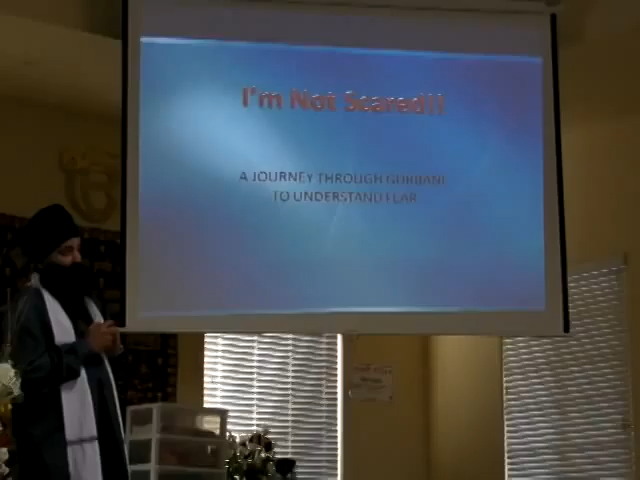 I'm Not Scared!!
A JOURNEY THROUGH GURBANI
TO UNDERSTAND FEAR
ੴ